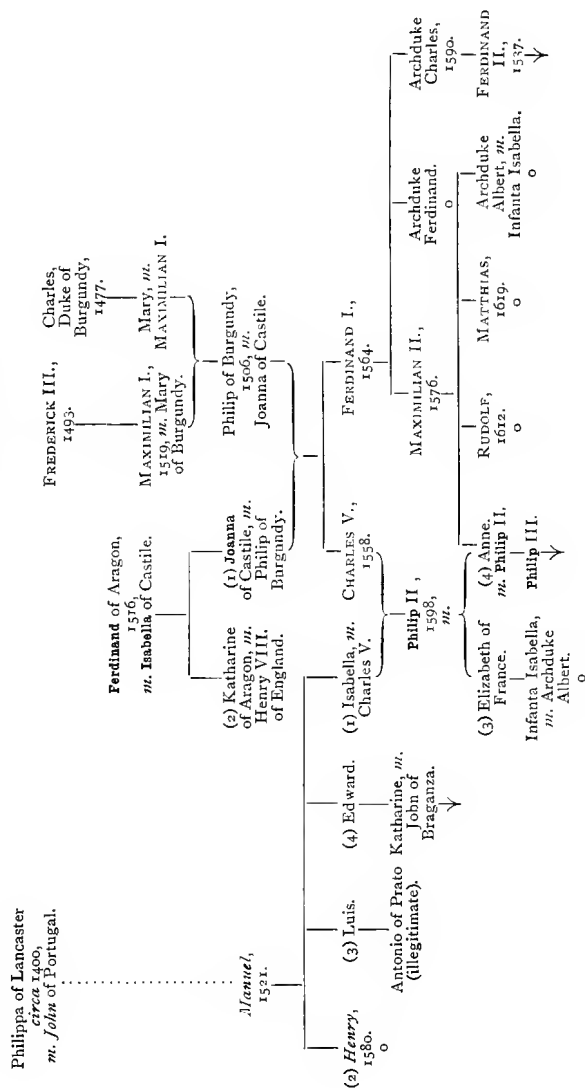 Philippa of Lancaster
circa 1400,
m. John of Portugal.
Manuel,
1521.
(2) Henry,
1580.
o
(3) Luis.
Antonio of Prato
(illegitimate).
(4) Edward.
Katharine, m.
John of
Braganza.
(1) Isabella, m.
Charles V.
Ferdinand of Aragon,
1516,
m. Isabella of Castile.
(2) Katharine
of Aragon, m.
Henry VIII.
of England.
(1) Joanna
of Castile, m.
Philip of
Burgundy.
FREDERICK III.,
1493.
MAXIMILIAN I.,
1519, m. Mary
of Burgundy.
Charles,
Duke of
Burgundy,
1477.
Mary, m.
MAXIMILIAN I.
Philip of Burgundy,
1506, m.
Joanna of Castile.
CHARLES V.,
1558.
FERDINAND I.,
1564.
Philip II ,
1598,
m.
(3) Elizabeth of
France.
Infanta Isabella,
m. Archduke
Albert.
o
(4) Anne.
m. Philip II.
Philip III.
MAXIMILIAN II.,
1576.
Archduke
Ferdinand.
o
Archduke
Charles,
1590.
RUDOLF,
1612.
o
MATTHIAS,
1619.
o
Archduke
Albert, m.
Infanta Isabella.
o
FERDINAND
II.,
1537.